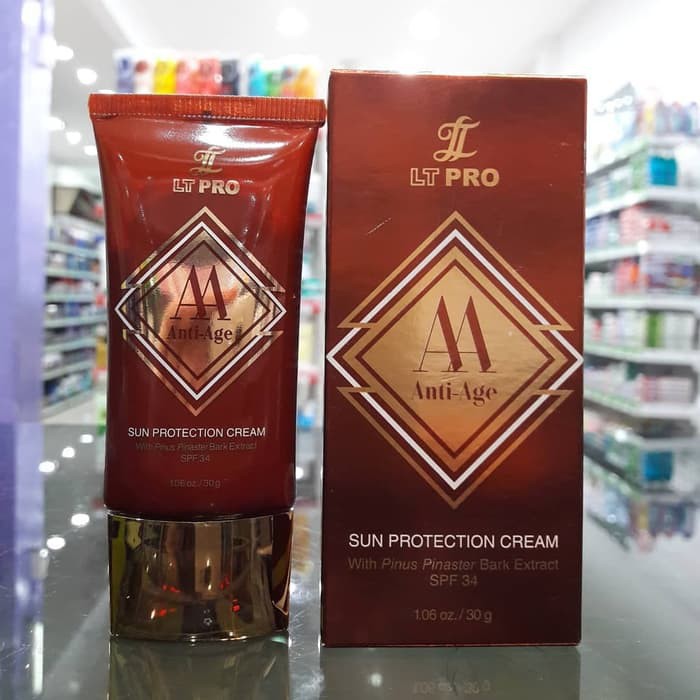 LT PRO
AA
Anti-Age
SUN PROTECTION CREAM
With Pinus Pinaster Bark Extract
SPF 34
1.06 oz./30 g
LT PRO
AA
Anti-Age
SUN PROTECTION CREAM
With Pinus Pinaster Bark Extract
SPF 34
1.06 oz./30 g